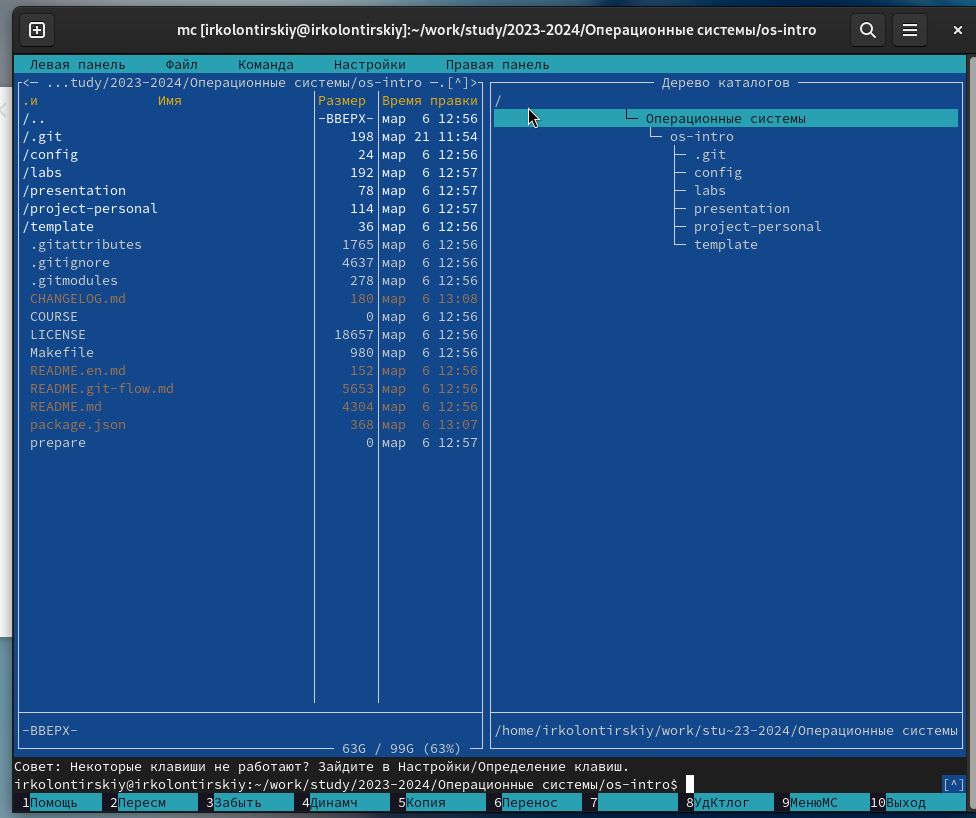 mc [irkolontirskiy@irkolontirskiy]:~/work/study/2023-2024/Операционные системы/os-intro
Левая панель Файл Команда Настройки Правая панель
<─ ...tudy/2023-2024/Операционные системы/os-intro ─.[^]>
.и Имя Размер Время правки
/.. -ВВЕРХ- мар 6 12:56
/.git 198 мар 21 11:54
/config 24 мар 6 12:56
/labs 192 мар 6 12:57
/presentation 78 мар 6 12:57
/project-personal 114 мар 6 12:57
/template 36 мар 6 12:56
.gitattributes 1765 мар 6 12:56
.gitignore 4637 мар 6 12:56
.gitmodules 278 мар 6 12:56
CHANGELOG.md 180 мар 6 13:08
COURSE 0 мар 6 12:56
LICENSE 18657 мар 6 12:56
Makefile 980 мар 6 12:56
README.en.md 152 мар 6 12:56
README.git-flow.md 5653 мар 6 12:56
README.md 4304 мар 6 12:56
package.json 368 мар 6 13:07
prepare 0 мар 6 12:57
-ВВЕРХ-
63G / 99G (63%)
Дерево каталогов
/
Операционные системы
os-intro
.git
config
labs
presentation
project-personal
template
/home/irkolontirskiy/work/stu~23-2024/Операционные системы
Совет: Некоторые клавиши не работают? Зайдите в Настройки/Определение клавиш.
irkolontirskiy@irkolontirskiy:~/work/study/2023-2024/Операционные системы/os-intro$ [^]
1Помощь 2Пересм 3Забыть 4Динамч 5Копия 6Перенос 7 8УдКтлог 9МенюМС 10Выход